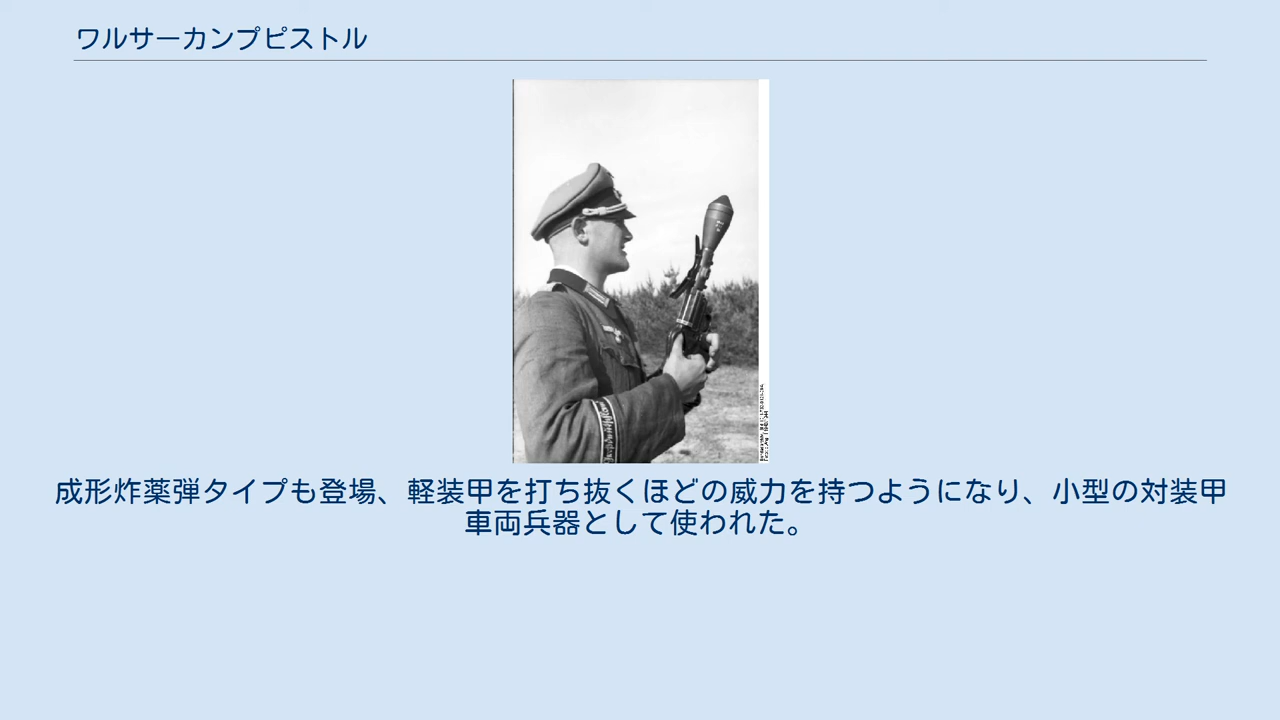 ワルサーカンプピストル
成形炸薬弾タイプも登場、軽装甲を打ち抜くほどの威力を持つようになり、小型の対装甲
車両兵器として使われた。